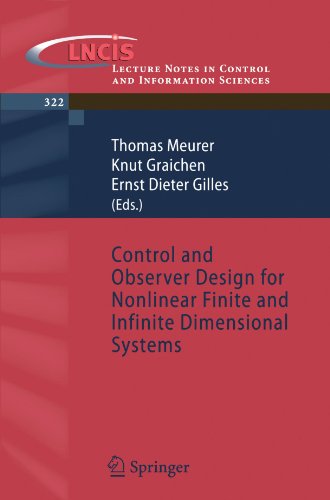 LNCIS
LECTURE NOTES IN CONTROL
AND INFORMATION SCIENCES
322
Thomas Meurer
Knut Graichen
Ernst Dieter Gilles
(Eds.)
Control and
Observer Design for
Nonlinear Finite and
Infinite Dimensional
Systems
Springer